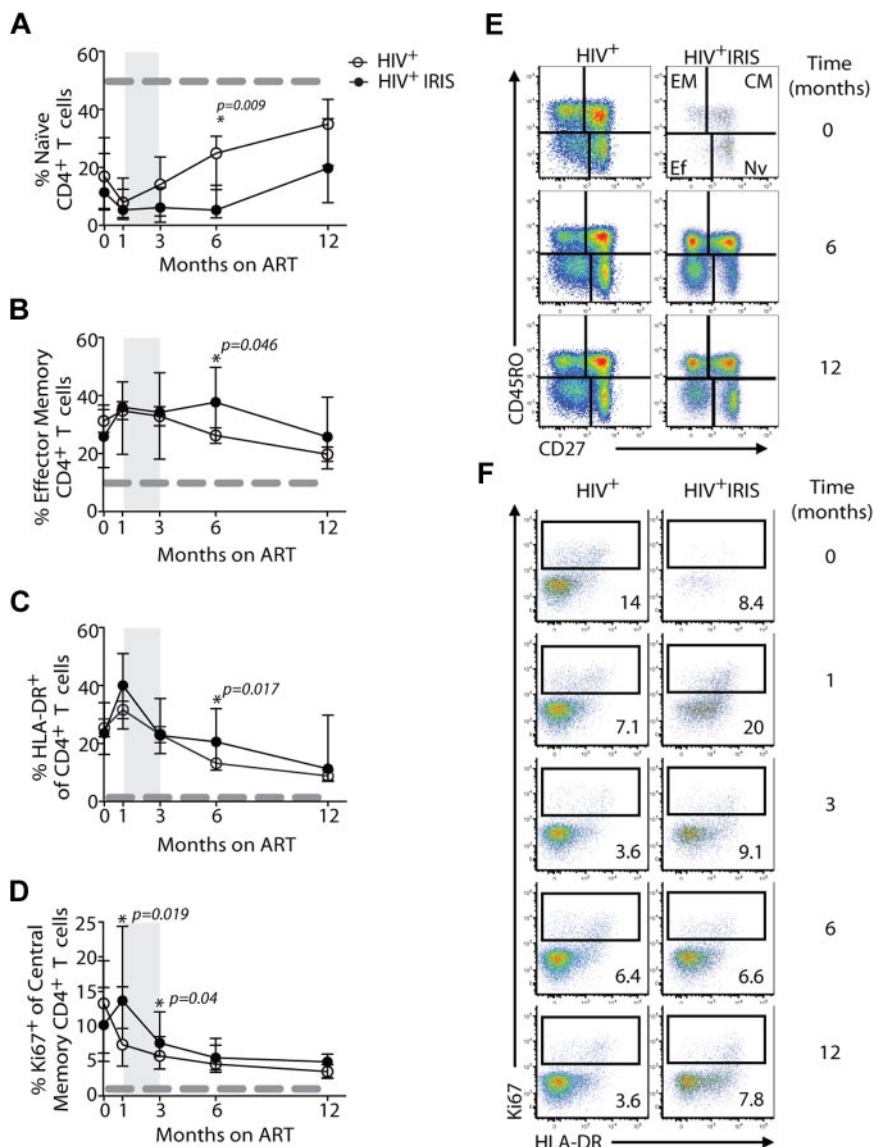 A
60
40
20
0
% Naïve
CD4+ T cells
HIV+
HIV+ IRIS
p=0.009
*
0 1 3 6 12
Months on ART
B
60
40
20
0
% Effector Memory
CD4+ T cells
* p=0.046
0 1 3 6 12
Months on ART
C
60
40
20
0
% HLA-DR+
of CD4+ T cells
* p=0.017
0 1 3 6 12
Months on ART
D
25
20
15
10
5
0
% Ki67+ of Central
Memory CD4+ T cells
* p=0.019
* p=0.04
0 1 3 6 12
Months on ART
E
HIV+ HIV+IRIS Time
(months)
EM CM
Ef Nv
0
6
12
CD45RO
CD27
F
HIV+ HIV+IRIS Time
(months)
14 8.4 0
7.1 20 1
3.6 9.1 3
6.4 6.6 6
3.6 7.8 12
Ki67
HLA-DR